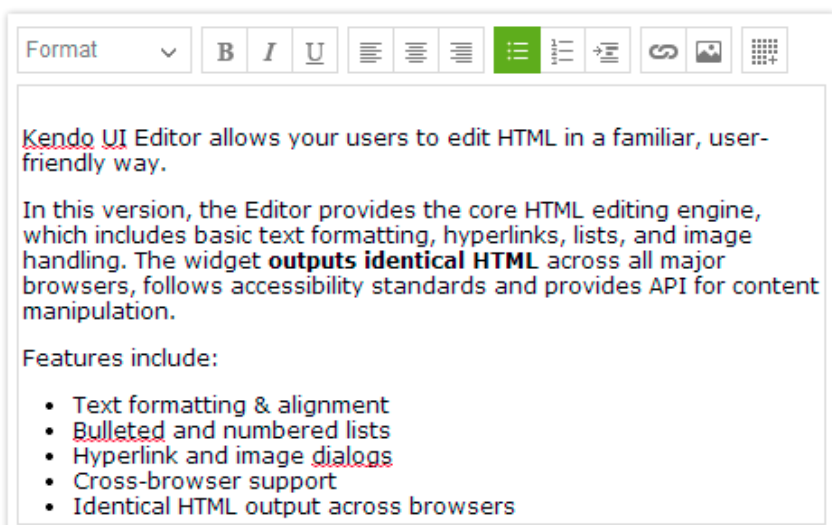 Format
B I U
Kendo UI Editor allows your users to edit HTML in a familiar, user-
friendly way.
In this version, the Editor provides the core HTML editing engine,
which includes basic text formatting, hyperlinks, lists, and image
handling. The widget outputs identical HTML across all major
browsers, follows accessibility standards and provides API for content
manipulation.
Features include:
• Text formatting & alignment
• Bulleted and numbered lists
• Hyperlink and image dialogs
• Cross-browser support
• Identical HTML output across browsers